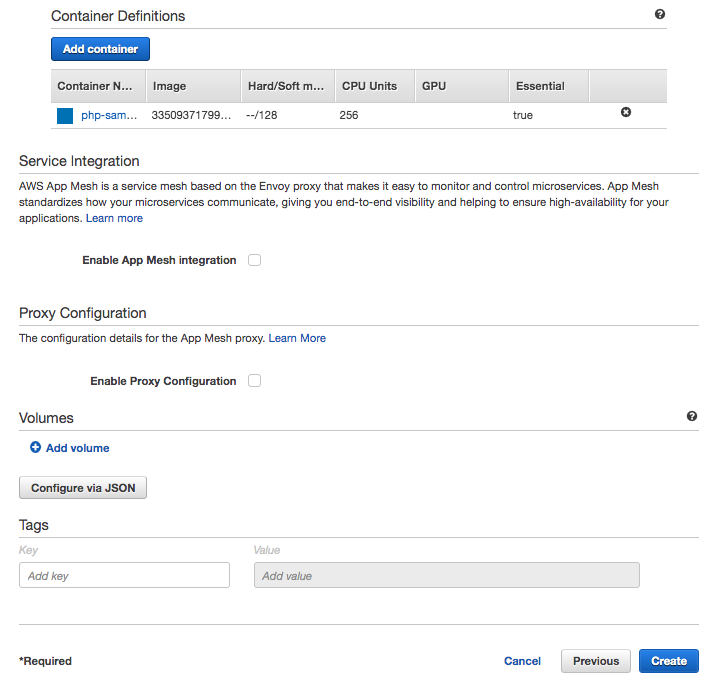 Container Definitions
Add container
Container N... Image Hard/Soft m... CPU Units GPU Essential
php-sam... 33509371799... --/128 256 true
Service Integration
AWS App Mesh is a service mesh based on the Envoy proxy that makes it easy to monitor and control microservices. App Mesh
standardizes how your microservices communicate, giving you end-to-end visibility and helping to ensure high-availability for your
applications. Learn more
Enable App Mesh integration
Proxy Configuration
The configuration details for the App Mesh proxy. Learn More
Enable Proxy Configuration
Volumes
Add volume
Configure via JSON
Tags
Key Value
Add key Add value
*Required Cancel Previous Create